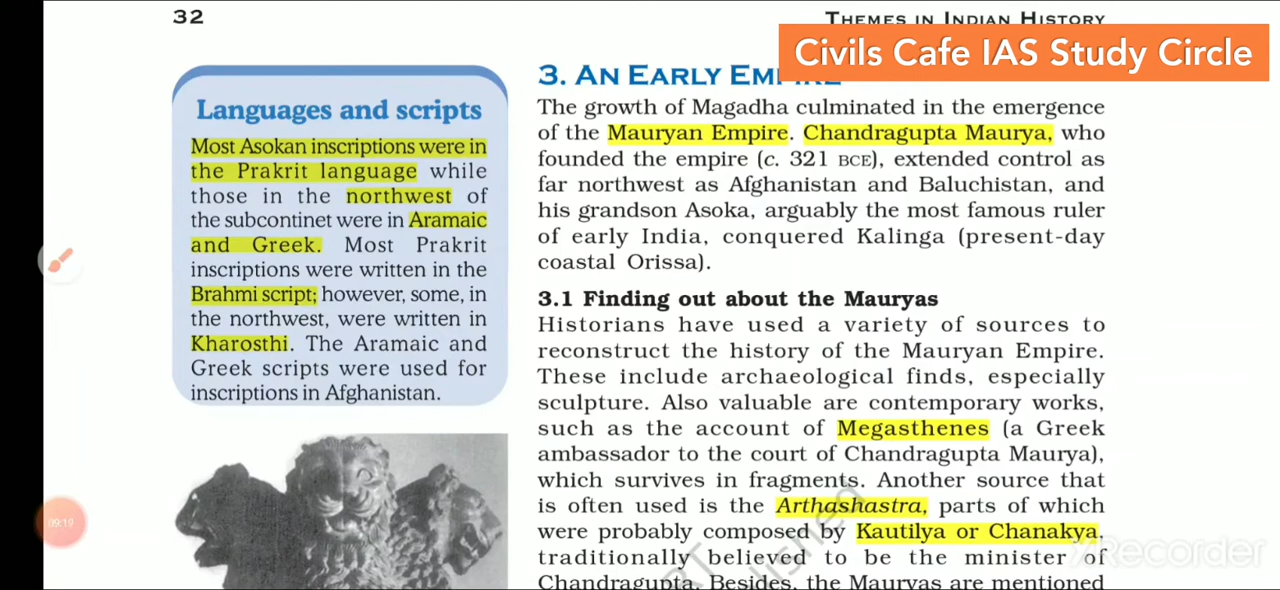 32
THEMES IN INDIAN HISTORY
Civils Cafe IAS Study Circle
Languages and scripts
Most Asokan inscriptions were in
the Prakrit language while
those in the northwest of
the subcontinet were in Aramaic
and Greek. Most Prakrit
inscriptions were written in the
Brahmi script; however, some, in
the northwest, were written in
Kharosthi. The Aramaic and
Greek scripts were used for
inscriptions in Afghanistan.
3. AN EARLY EMPIRE
The growth of Magadha culminated in the emergence
of the Mauryan Empire. Chandragupta Maurya, who
founded the empire (c. 321 BCE), extended control as
far northwest as Afghanistan and Baluchistan, and
his grandson Asoka, arguably the most famous ruler
of early India, conquered Kalinga (present-day
coastal Orissa).
3.1 Finding out about the Mauryas
Historians have used a variety of sources to
reconstruct the history of the Mauryan Empire.
These include archaeological finds, especially
sculpture. Also valuable are contemporary works,
such as the account of Megasthenes (a Greek
ambassador to the court of Chandragupta Maurya),
which survives in fragments. Another source that
is often used is the Arthashastra, parts of which
were probably composed by Kautilya or Chanakya,
traditionally believed to be the minister of
Chandragupta. Besides, the Mauryas are mentioned
09:19
XRecorder